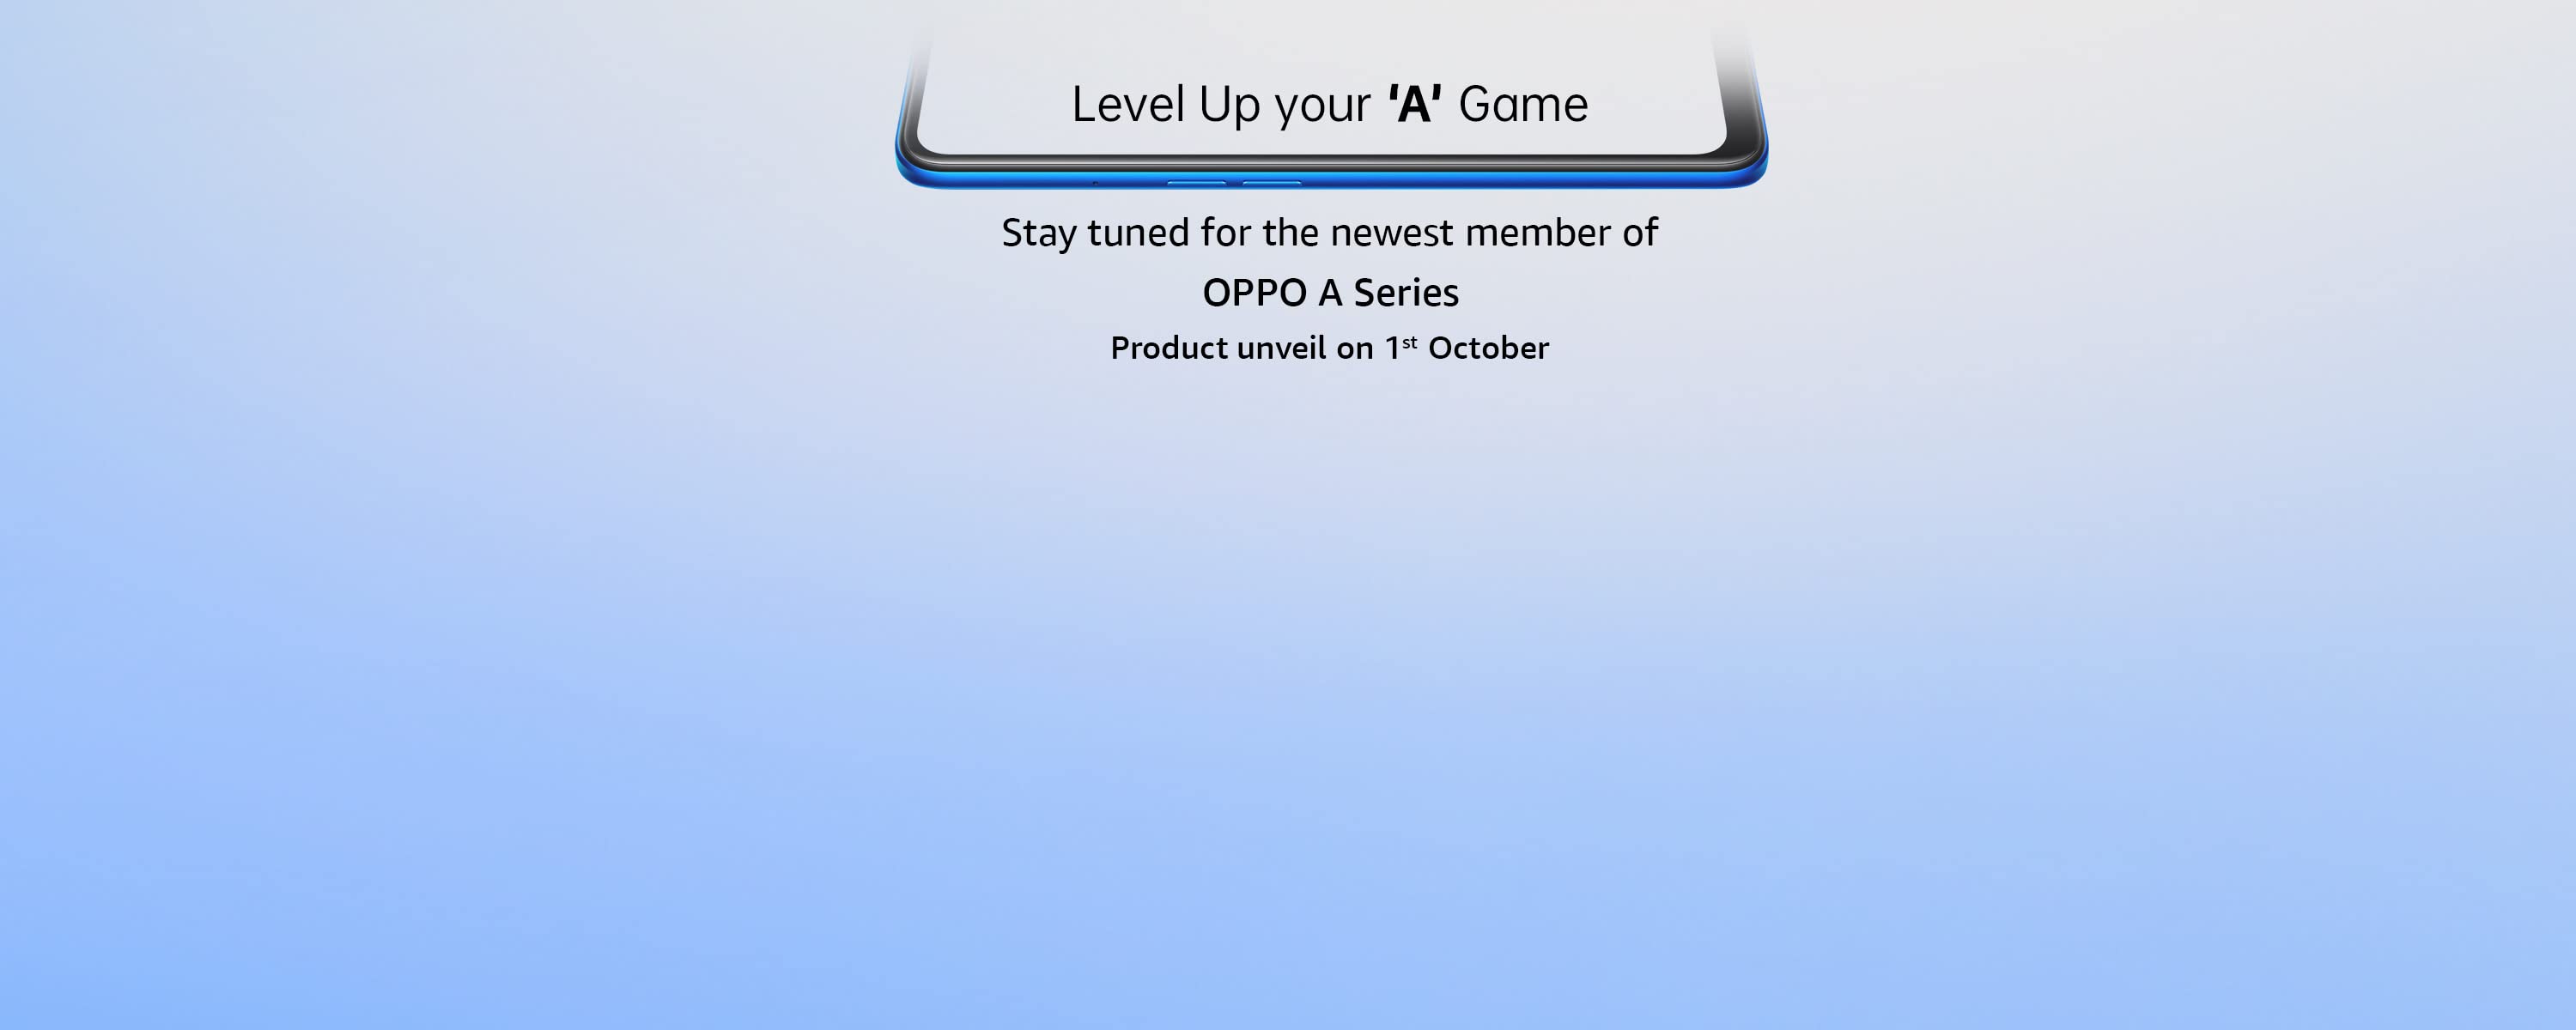 Level Up your 'A' Game
Stay tuned for the newest member of
OPPO A Series
Product unveil on 1st October